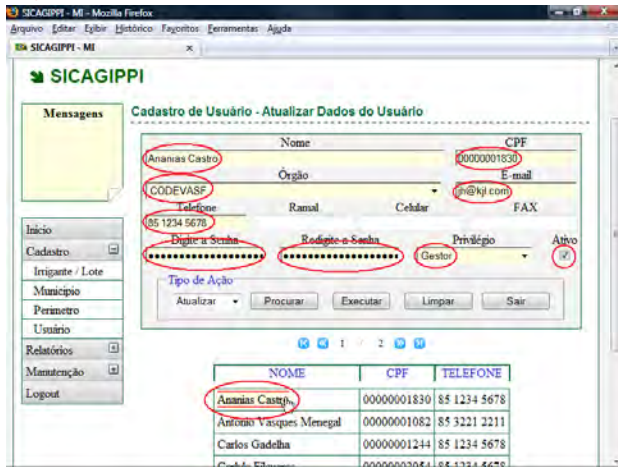 SICAGIPPI - MI - Mozilla Firefox
Arquivo Editar Exibir Histórico Favoritos Ferramentas Ajuda
SICAGIPPI - MI
SICAGIPPI
Mensagens
Cadastro de Usuário - Atualizar Dados do Usuário
Nome CPF
Ananias Castro 00000001830
Órgão E-mail
CODEVASF jh@kjl.com
Telefone Ramal Celular FAX
85 1234 5678
Digite a Senha Redigite a Senha Privilégio Ativo
Gestor
Tipo de Ação
Atualizar Procurar Executar Limpar Sair
Início
Cadastro
Irrigante / Lote
Município
Perímetro
Usuário
Relatórios
Manutenção
Logout
1 / 2
NOME CPF TELEFONE
Ananias Castro 00000001830 85 1234 5678
Antonio Vasques Menegal 00000001082 85 3221 2211
Carlos Gadelha 00000001244 85 1234 5678
00000002054 85 1234 5678